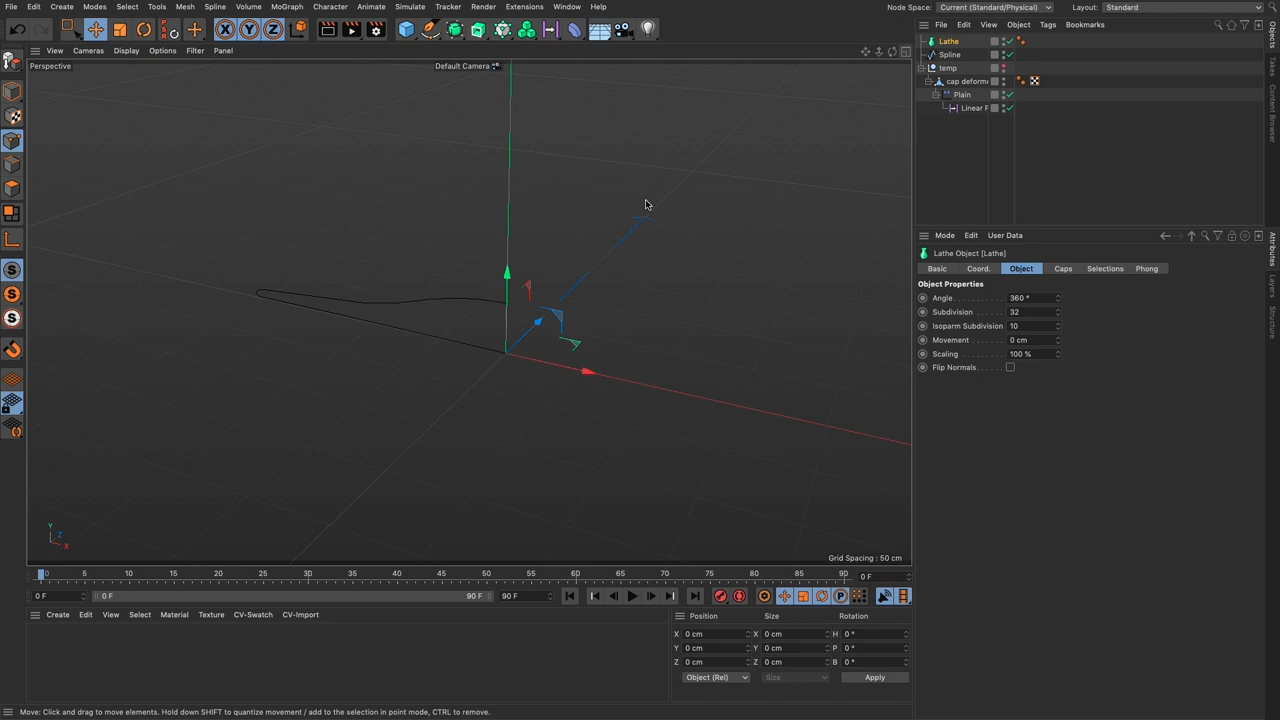 File Edit Create Modes Select Tools Mesh Spline Volume MoGraph Character Animate Simulate Tracker Render Extensions Window Help Node Space: Current (Standard/Physical) Layout: Standard
X Y Z
File Edit View Object Tags Bookmarks
Lathe
Spline
temp
cap deforme
Plain
Linear F
View Cameras Display Options Filter Panel
Perspective
Default Camera
Grid Spacing : 50 cm
Y
Z
X
Objects
Takes
Content Browser
Attributes
Layers
Structure
Mode Edit User Data
Lathe Object [Lathe]
Basic Coord. Object Caps Selections Phong
Object Properties
Angle . . . . . . . . . . . 360 °
Subdivision . . . . . . 32
Isoparm Subdivision 10
Movement . . . . . . . 0 cm
Scaling . . . . . . . . . . 100 %
Flip Normals . . . . .
0 5 10 15 20 25 30 35 40 45 50 55 60 65 70 75 80 85 90 0 F
0 F 0 F 90 F 90 F
P
Create Edit View Select Material Texture CV-Swatch CV-Import
Position Size Rotation
X 0 cm X 0 cm H 0 °
Y 0 cm Y 0 cm P 0 °
Z 0 cm Z 0 cm B 0 °
Object (Rel) Size Apply
Move: Click and drag to move elements. Hold down SHIFT to quantize movement / add to the selection in point mode, CTRL to remove.